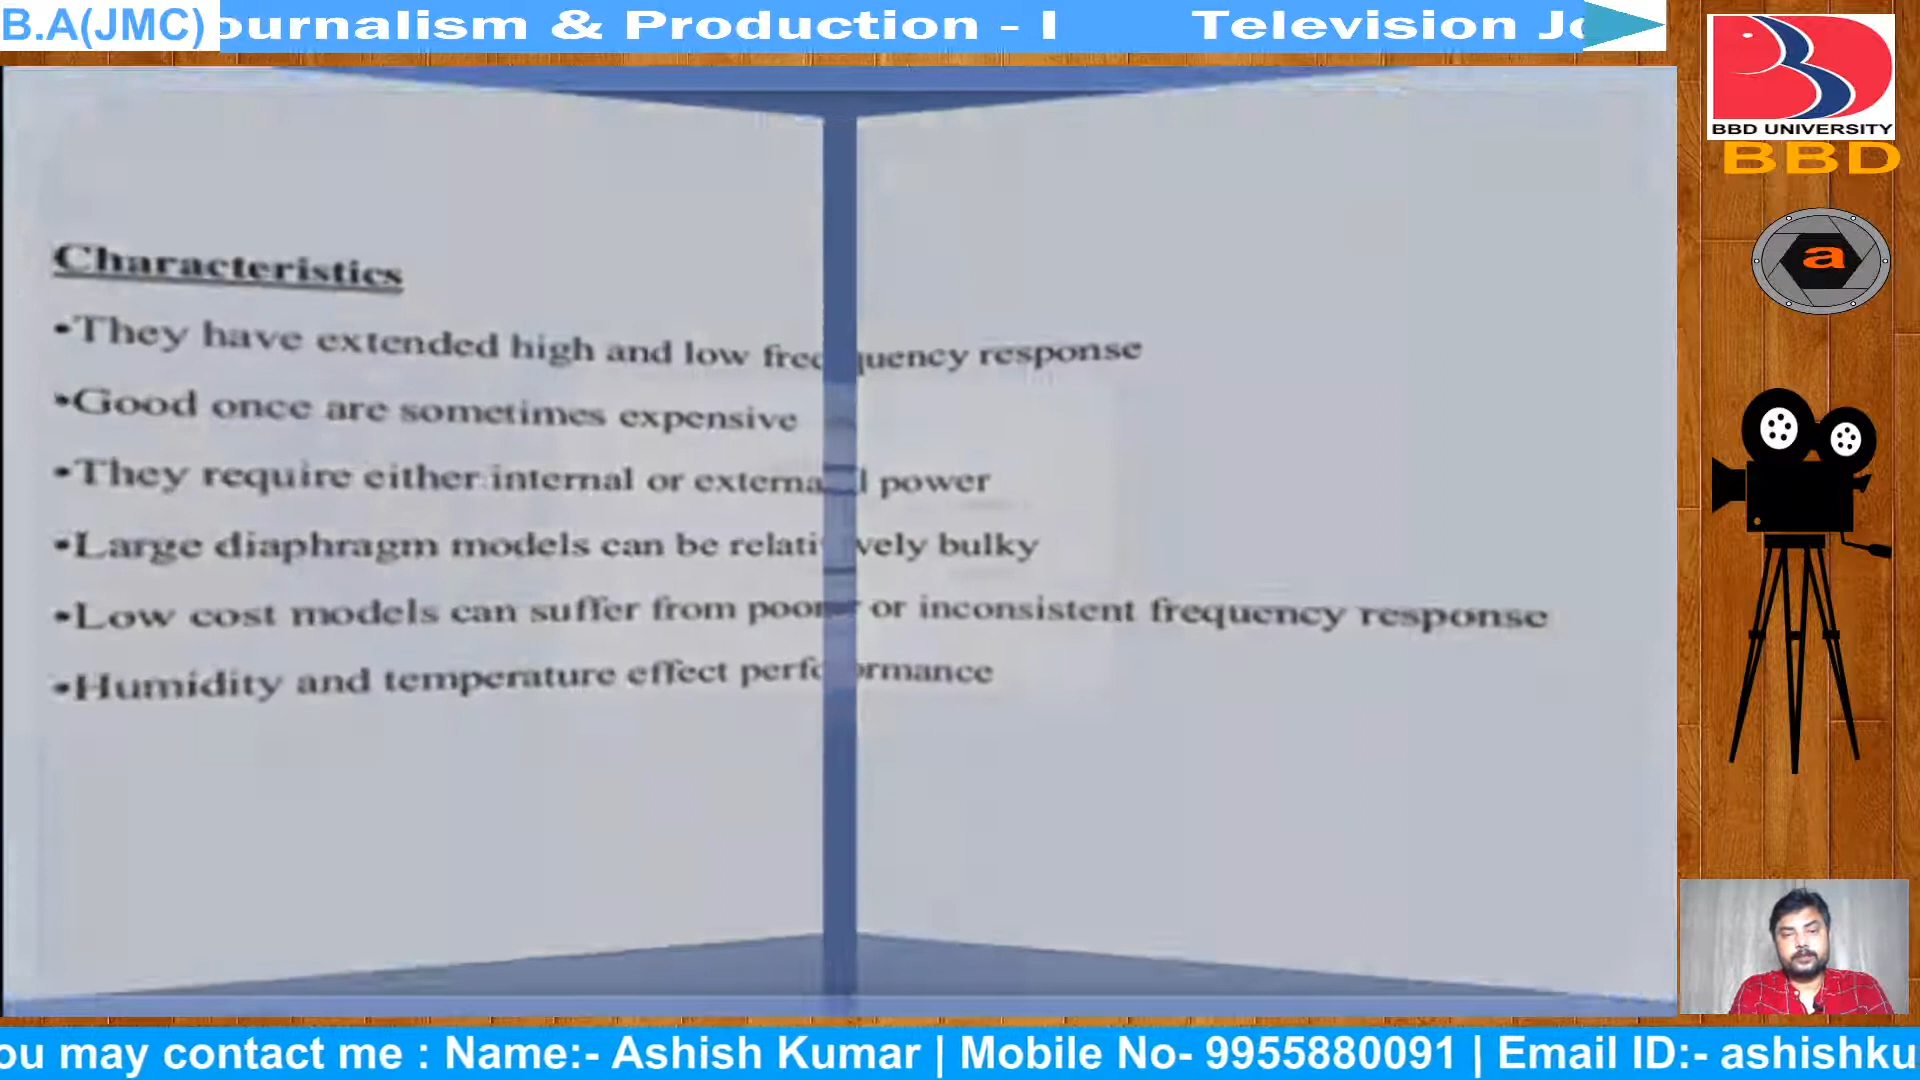 B.A(JMC) ournalism & Production - I Television Jo
BBD UNIVERSITY
BBD
a
Characteristics
•They have extended high and low frequency response
•Good once are sometimes expensive
•They require either internal or external power
•Large diaphragm models can be relatively bulky
•Low cost models can suffer from poor or inconsistent frequency response
•Humidity and temperature effect performance
ou may contact me : Name:- Ashish Kumar | Mobile No- 9955880091 | Email ID:- ashishku